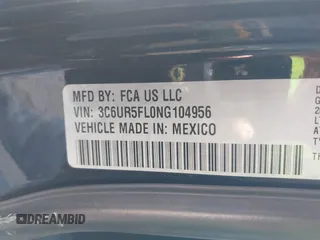 MFD BY: FCA US LLC
VIN: 3C6UR5FL0NG104956
VEHICLE MADE IN: MEXICO
DREAMBID